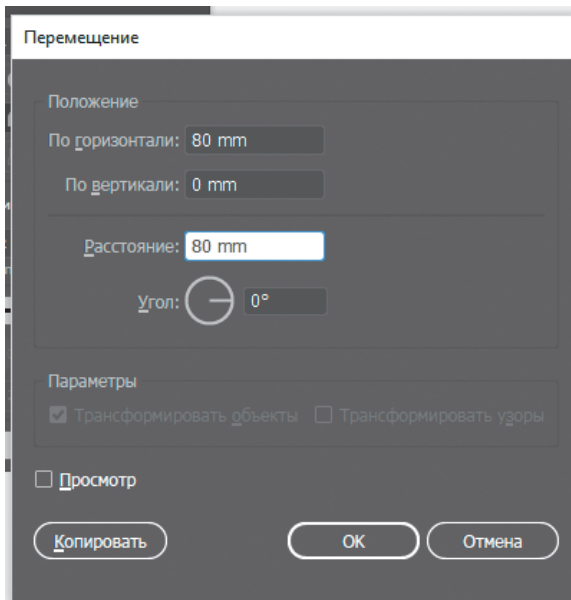 Перемещение
Положение
По горизонтали: 80 mm
По вертикали: 0 mm
Расстояние: 80 mm
Угол: 0°
Параметры
Трансформировать объекты Трансформировать узоры
Просмотр
Копировать OK Отмена